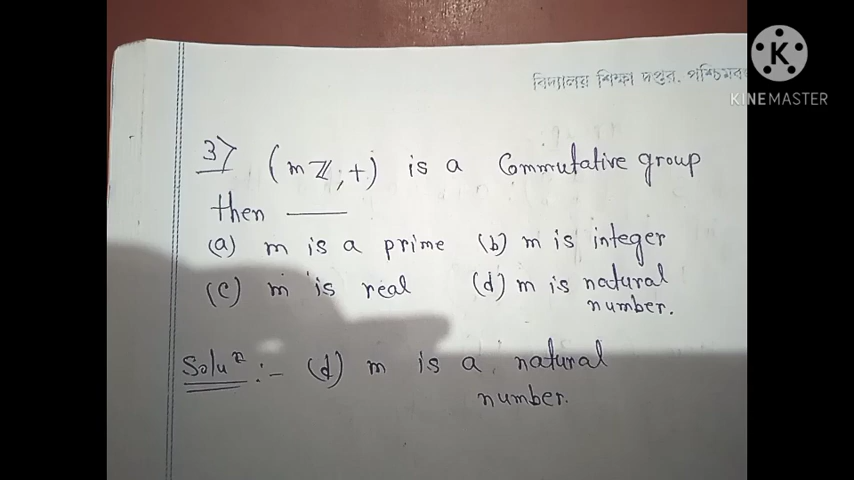 বিদ্যালয় শিক্ষা দপ্তর, পশ্চিমব
KINEMASTER
3> (mℤ, +) is a Commutative group
then ____
(a) m is a prime (b) m is integer
(c) m is real (d) m is natural
number.
Soluⁿ :- (d) m is a natural
number.